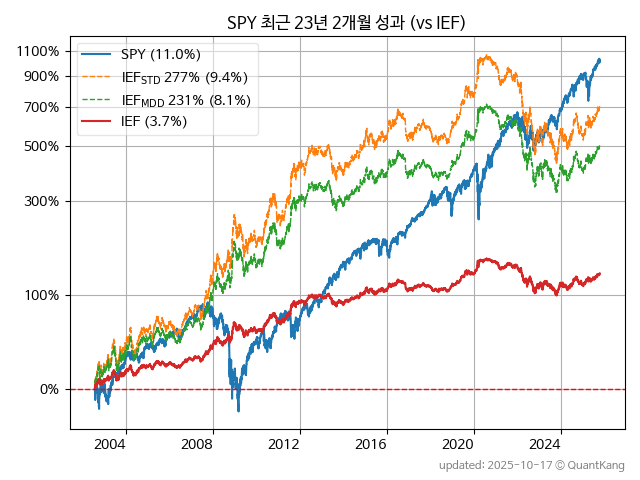 SPY 최근 23년 2개월 성과 (vs IEF)
1100%
900%
700%
500%
300%
100%
0%
SPY (11.0%)
IEF_STD 277% (9.4%)
IEF_MDD 231% (8.1%)
IEF (3.7%)
2004 2008 2012 2016 2020 2024
updated: 2025-10-17 © QuantKang